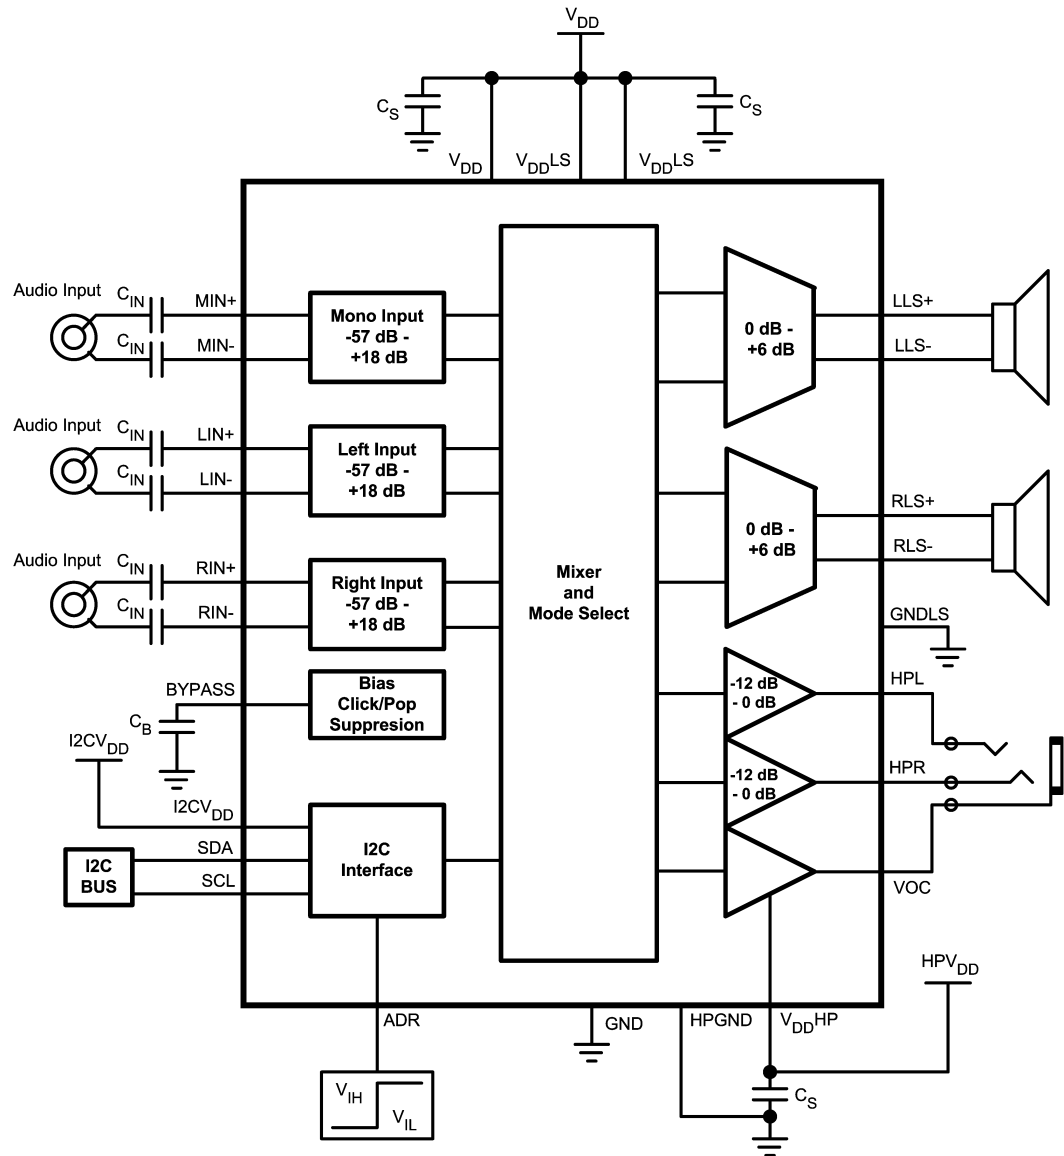 VDD
CS
CS
VDD
VDDLS
VDDLS
Audio Input
CIN
MIN+
CIN
MIN-
Mono Input
-57 dB -
+18 dB
0 dB -
+6 dB
LLS+
LLS-
Audio Input
CIN
LIN+
CIN
LIN-
Left Input
-57 dB -
+18 dB
0 dB -
+6 dB
RLS+
RLS-
Audio Input
CIN
RIN+
CIN
RIN-
Right Input
-57 dB -
+18 dB
Mixer
and
Mode Select
GNDLS
BYPASS
CB
Bias
Click/Pop
Suppresion
-12 dB
- 0 dB
HPL
-12 dB
- 0 dB
HPR
I2CVDD
I2CVDD
SDA
SCL
I2C
BUS
I2C
Interface
VOC
HPVDD
ADR
GND
HPGND
VDDHP
VIH
VIL
CS